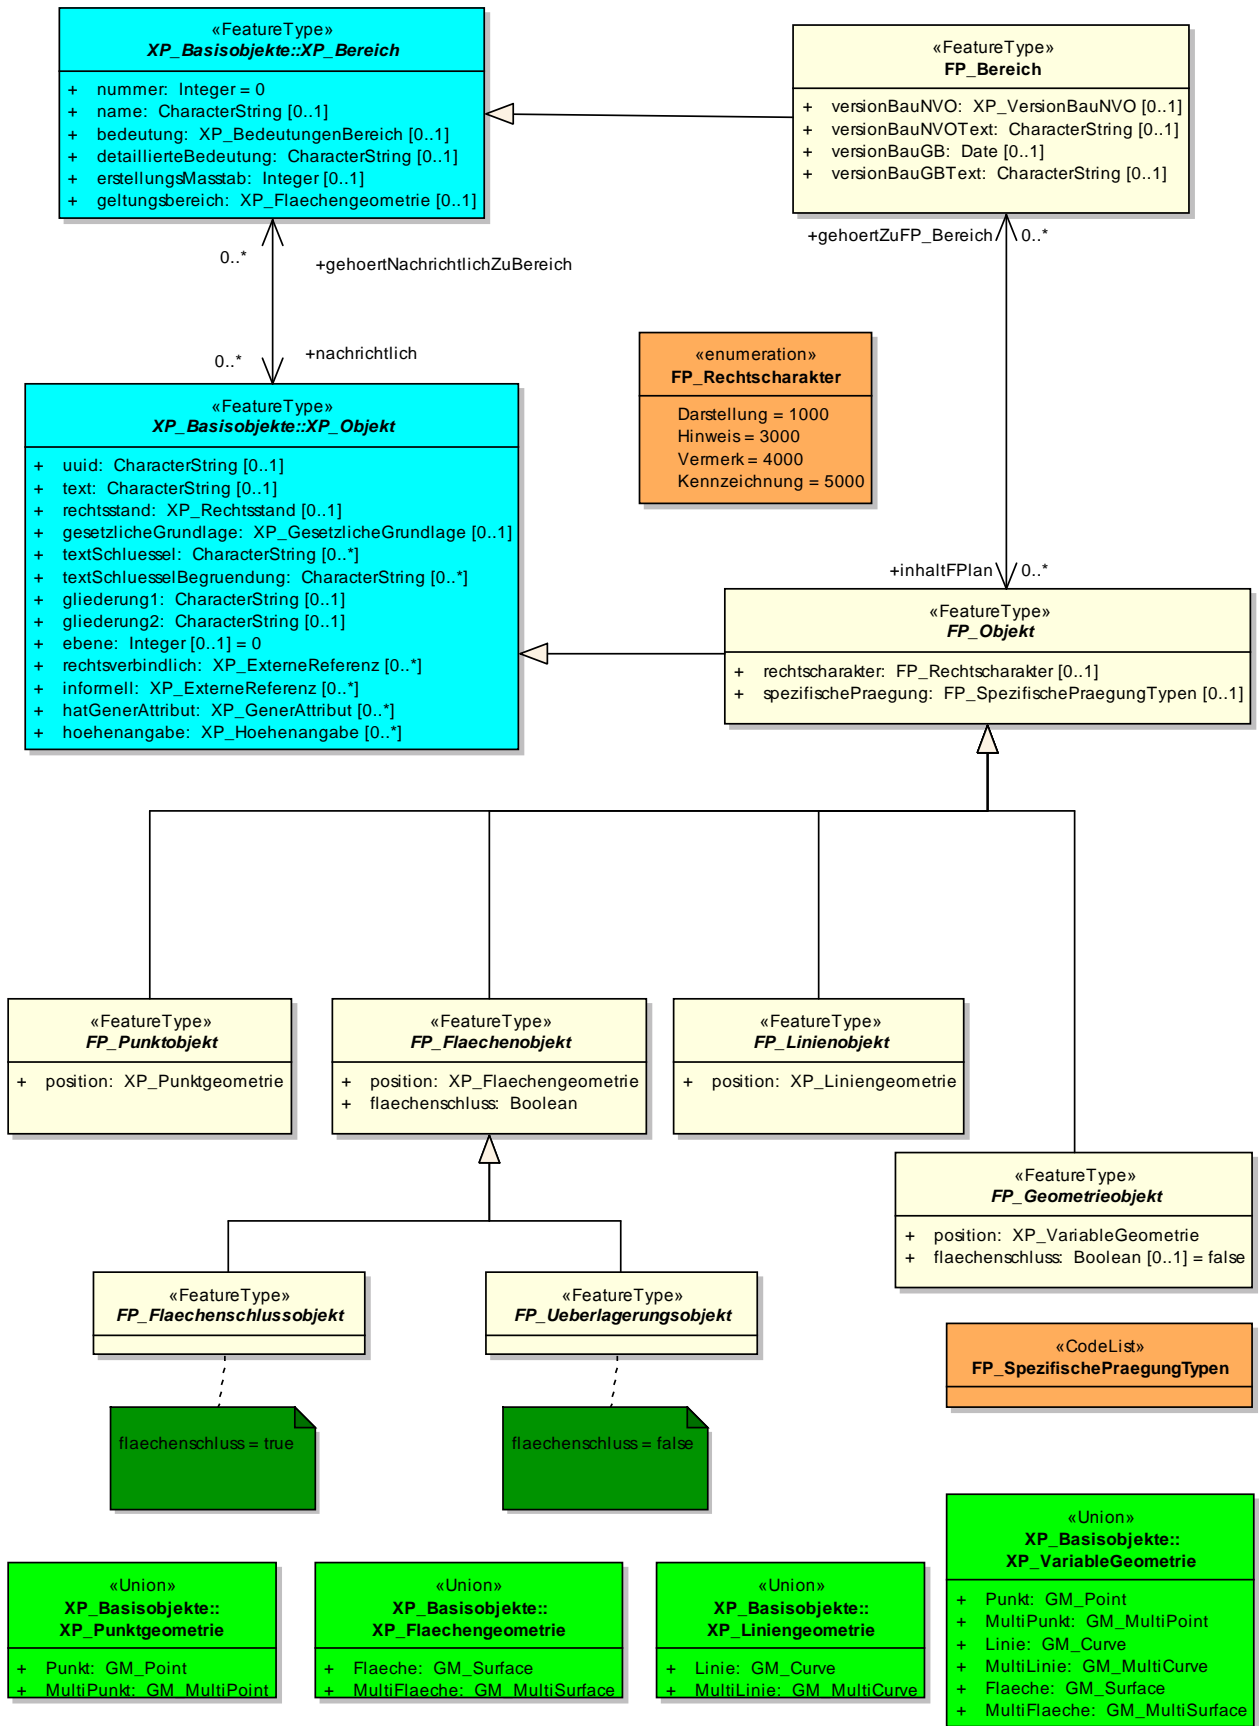 «FeatureType»
XP_Basisobjekte::XP_Bereich
+ nummer: Integer = 0
+ name: CharacterString [0..1]
+ bedeutung: XP_BedeutungenBereich [0..1]
+ detaillierteBedeutung: CharacterString [0..1]
+ erstellungsMasstab: Integer [0..1]
+ geltungsbereich: XP_Flaechengeometrie [0..1]
«FeatureType»
FP_Bereich
+ versionBauNVO: XP_VersionBauNVO [0..1]
+ versionBauNVOText: CharacterString [0..1]
+ versionBauGB: Date [0..1]
+ versionBauGBText: CharacterString [0..1]
+gehoertZuFP_Bereich 0..*
0..*
+gehoertNachrichtlichZuBereich
+nachrichtlich
0..*
«enumeration»
FP_Rechtscharakter
Darstellung = 1000
Hinweis = 3000
Vermerk = 4000
Kennzeichnung = 5000
«FeatureType»
XP_Basisobjekte::XP_Objekt
+ uuid: CharacterString [0..1]
+ text: CharacterString [0..1]
+ rechtsstand: XP_Rechtsstand [0..1]
+ gesetzlicheGrundlage: XP_GesetzlicheGrundlage [0..1]
+ textSchluessel: CharacterString [0..*]
+ textSchluesselBegruendung: CharacterString [0..*]
+ gliederung1: CharacterString [0..1]
+ gliederung2: CharacterString [0..1]
+ ebene: Integer [0..1] = 0
+ rechtsverbindlich: XP_ExterneReferenz [0..*]
+ informell: XP_ExterneReferenz [0..*]
+ hatGenerAttribut: XP_GenerAttribut [0..*]
+ hoehenangabe: XP_Hoehenangabe [0..*]
+inhaltFPlan 0..*
«FeatureType»
FP_Objekt
+ rechtscharakter: FP_Rechtscharakter [0..1]
+ spezifischePraegung: FP_SpezifischePraegungTypen [0..1]
«FeatureType»
FP_Punktobjekt
+ position: XP_Punktgeometrie
«FeatureType»
FP_Flaechenobjekt
+ position: XP_Flaechengeometrie
+ flaechenschluss: Boolean
«FeatureType»
FP_Linienobjekt
+ position: XP_Liniengeometrie
«FeatureType»
FP_Geometrieobjekt
+ position: XP_VariableGeometrie
+ flaechenschluss: Boolean [0..1] = false
«FeatureType»
FP_Flaechenschlussobjekt
«FeatureType»
FP_Ueberlagerungsobjekt
«CodeList»
FP_SpezifischePraegungTypen
flaechenschluss = true
flaechenschluss = false
«Union»
XP_Basisobjekte::
XP_Punktgeometrie
+ Punkt: GM_Point
+ MultiPunkt: GM_MultiPoint
«Union»
XP_Basisobjekte::
XP_Flaechengeometrie
+ Flaeche: GM_Surface
+ MultiFlaeche: GM_MultiSurface
«Union»
XP_Basisobjekte::
XP_Liniengeometrie
+ Linie: GM_Curve
+ MultiLinie: GM_MultiCurve
«Union»
XP_Basisobjekte::
XP_VariableGeometrie
+ Punkt: GM_Point
+ MultiPunkt: GM_MultiPoint
+ Linie: GM_Curve
+ MultiLinie: GM_MultiCurve
+ Flaeche: GM_Surface
+ MultiFlaeche: GM_MultiSurface